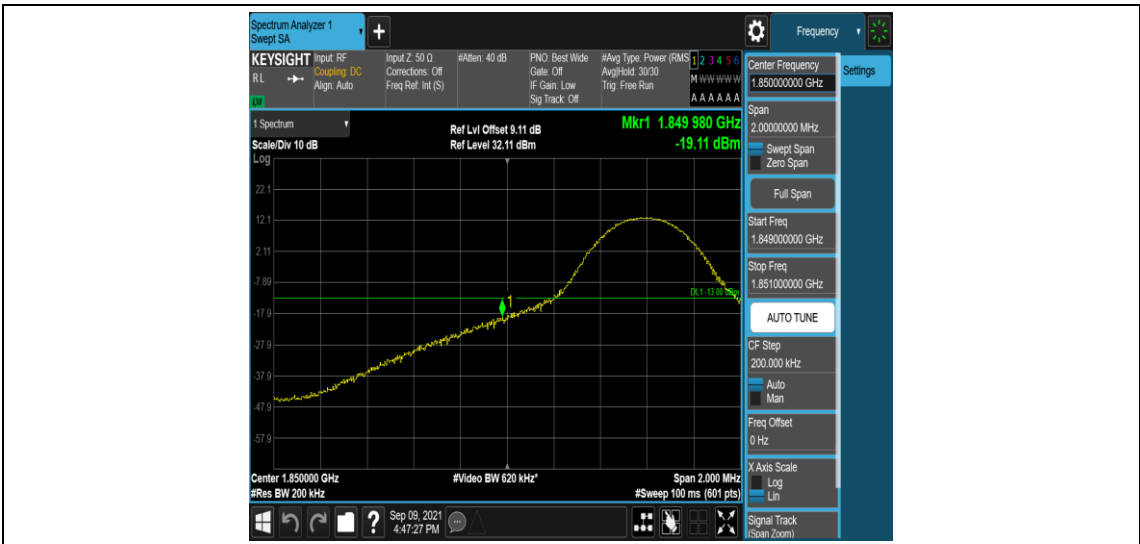 Spectrum Analyzer 1
Swept SA
+
Frequency
KEYSIGHT
RL
LXI
Input: RF
Coupling: DC
Align: Auto
Input Z: 50 Ω
Corrections: Off
Freq Ref: Int (S)
#Atten: 40 dB
PNO: Best Wide
Gate: Off
IF Gain: Low
Sig Track: Off
#Avg Type: Power (RMS
Avg|Hold: 30/30
Trig: Free Run
1 2 3 4 5 6
M W W W W W
A A A A A A
1 Spectrum
Scale/Div 10 dB
Log
Ref Lvl Offset 9.11 dB
Ref Level 32.11 dBm
Mkr1 1.849 980 GHz
-19.11 dBm
22.1
12.1
2.11
-7.89
-17.9
-27.9
-37.9
-47.9
-57.9
1
DL1 -13.00 dBm
Center 1.850000 GHz
#Res BW 200 kHz
#Video BW 620 kHz*
Span 2.000 MHz
#Sweep 100 ms (601 pts)
Center Frequency
1.850000000 GHz
Settings
Span
2.00000000 MHz
Swept Span
Zero Span
Full Span
Start Freq
1.849000000 GHz
Stop Freq
1.851000000 GHz
AUTO TUNE
CF Step
200.000 kHz
Auto
Man
Freq Offset
0 Hz
X Axis Scale
Log
Lin
Signal Track
(Span Zoom)
?
Sep 09, 2021
4:47:27 PM